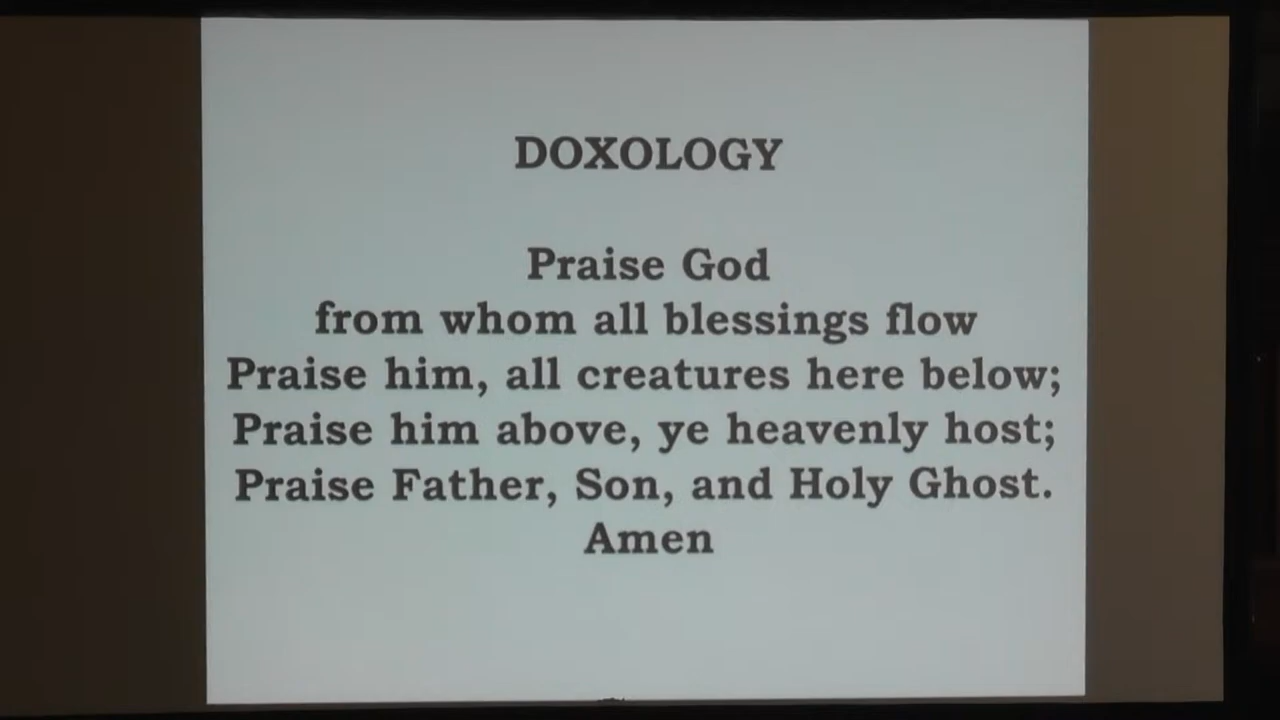 DOXOLOGY
Praise God
from whom all blessings flow
Praise him, all creatures here below;
Praise him above, ye heavenly host;
Praise Father, Son, and Holy Ghost.
Amen